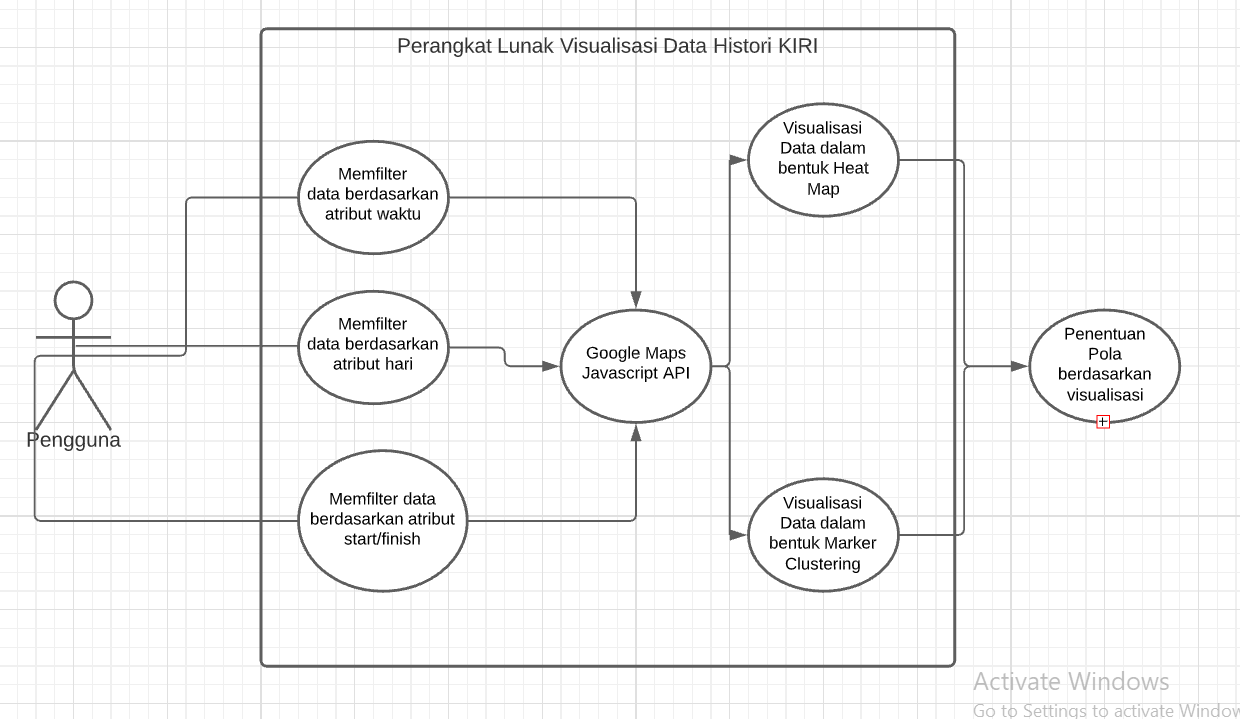 Perangkat Lunak Visualisasi Data Histori KIRI
Memfilter
data berdasarkan
atribut waktu
Visualisasi
Data dalam
bentuk Heat
Map
Pengguna
Memfilter
data berdasarkan
atribut hari
Google Maps
Javascript API
Penentuan
Pola
berdasarkan
visualisasi
Memfilter data
berdasarkan atribut
start/finish
Visualisasi
Data dalam
bentuk Marker
Clustering
Activate Windows
Go to Settings to activate Window